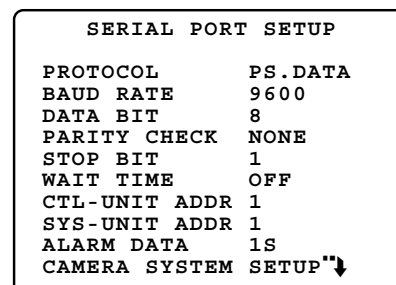 SERIAL PORT SETUP
PROTOCOL PS.DATA
BAUD RATE 9600
DATA BIT 8
PARITY CHECK NONE
STOP BIT 1
WAIT TIME OFF
CTL-UNIT ADDR 1
SYS-UNIT ADDR 1
ALARM DATA 1S
CAMERA SYSTEM SETUP